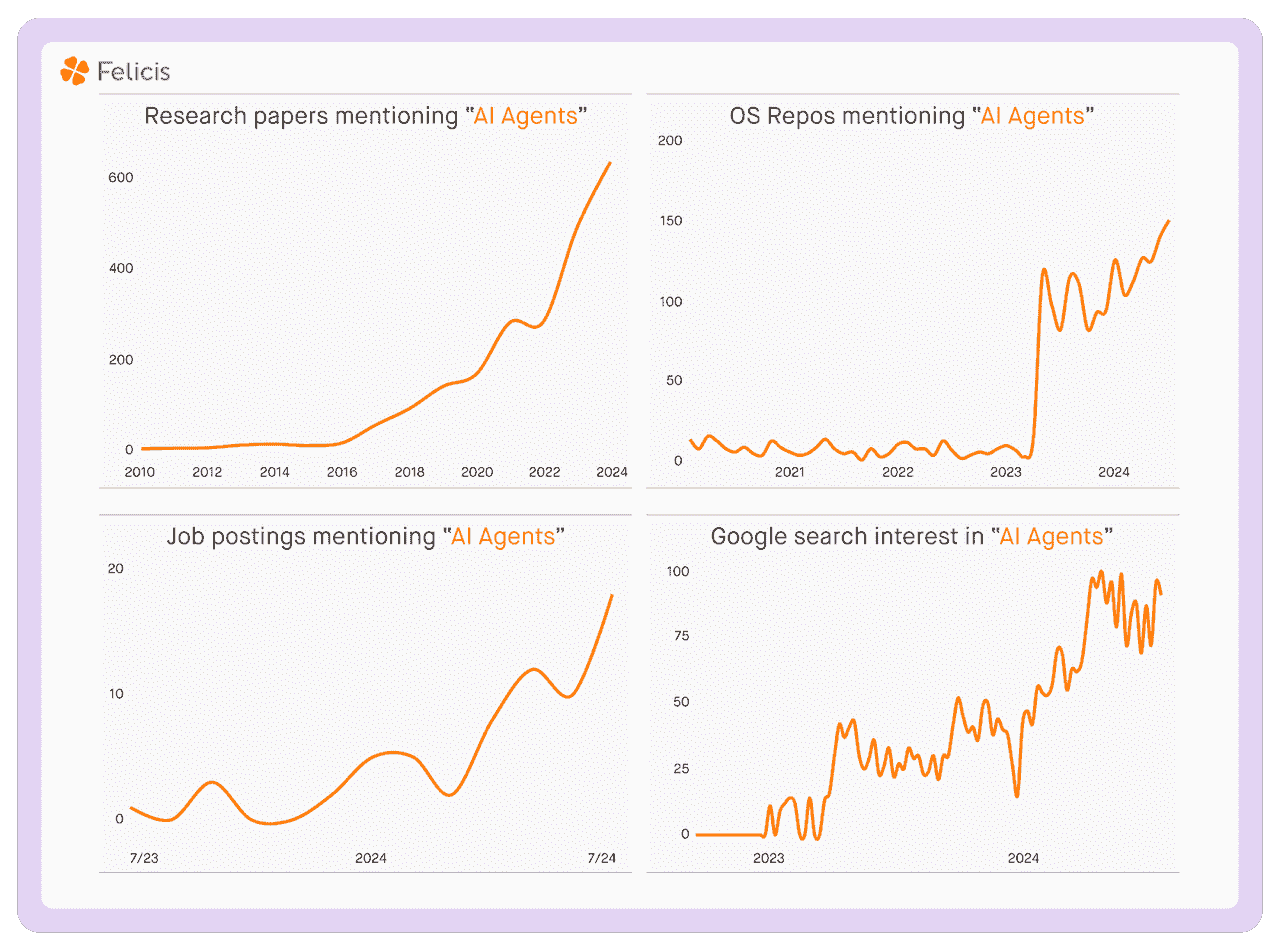 Felicis
Research papers mentioning “AI Agents”
600
400
200
0
2010 2012 2014 2016 2018 2020 2022 2024
OS Repos mentioning “AI Agents”
200
150
100
50
0
2021 2022 2023 2024
Job postings mentioning “AI Agents”
20
10
0
7/23 2024 7/24
Google search interest in “AI Agents”
100
75
50
25
0
2023 2024